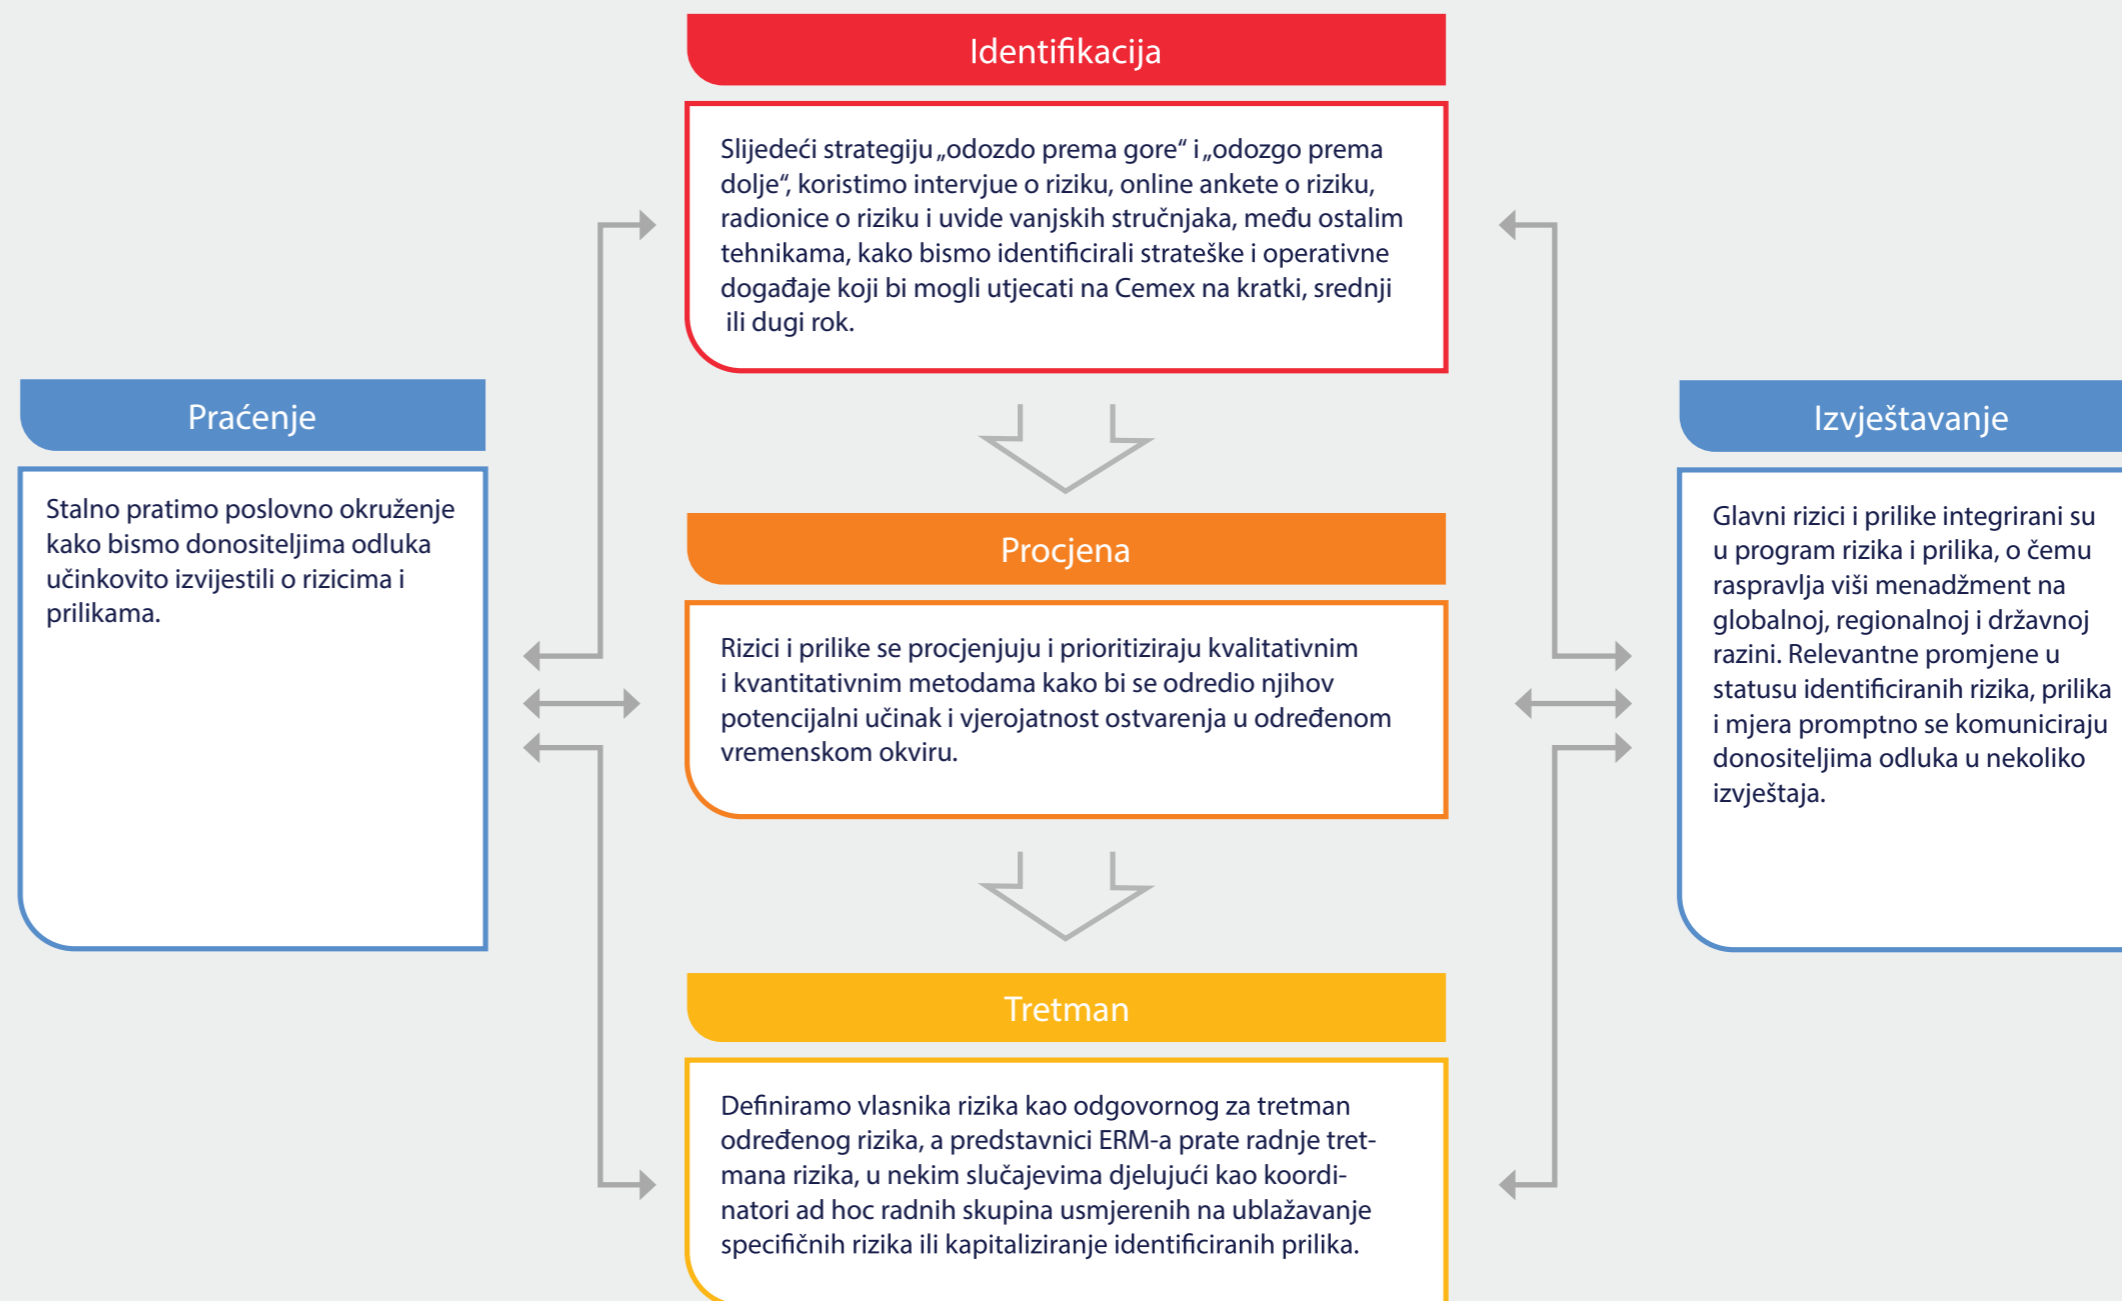 Identifikacija
Slijedeći strategiju „odozdo prema gore“ i „odozgo prema
dolje“, koristimo intervjue o riziku, online ankete o riziku,
radionice o riziku i uvide vanjskih stručnjaka, među ostalim
tehnikama, kako bismo identificirali strateške i operativne
događaje koji bi mogli utjecati na Cemex na kratki, srednji
ili dugi rok.
Praćenje
Stalno pratimo poslovno okruženje
kako bismo donositeljima odluka
učinkovito izvijestili o rizicima i
prilikama.
Procjena
Rizici i prilike se procjenjuju i prioritiziraju kvalitativnim
i kvantitativnim metodama kako bi se odredio njihov
potencijalni učinak i vjerojatnost ostvarenja u određenom
vremenskom okviru.
Izvještavanje
Glavni rizici i prilike integrirani su
u program rizika i prilika, o čemu
raspravlja viši menadžment na
globalnoj, regionalnoj i državnoj
razini. Relevantne promjene u
statusu identificiranih rizika, prilika
i mjera promptno se komuniciraju
donositeljima odluka u nekoliko
izvještaja.
Tretman
Definiramo vlasnika rizika kao odgovornog za tretman
određenog rizika, a predstavnici ERM-a prate radnje tret-
mana rizika, u nekim slučajevima djelujući kao koordi-
natori ad hoc radnih skupina usmjerenih na ublažavanje
specifičnih rizika ili kapitaliziranje identificiranih prilika.